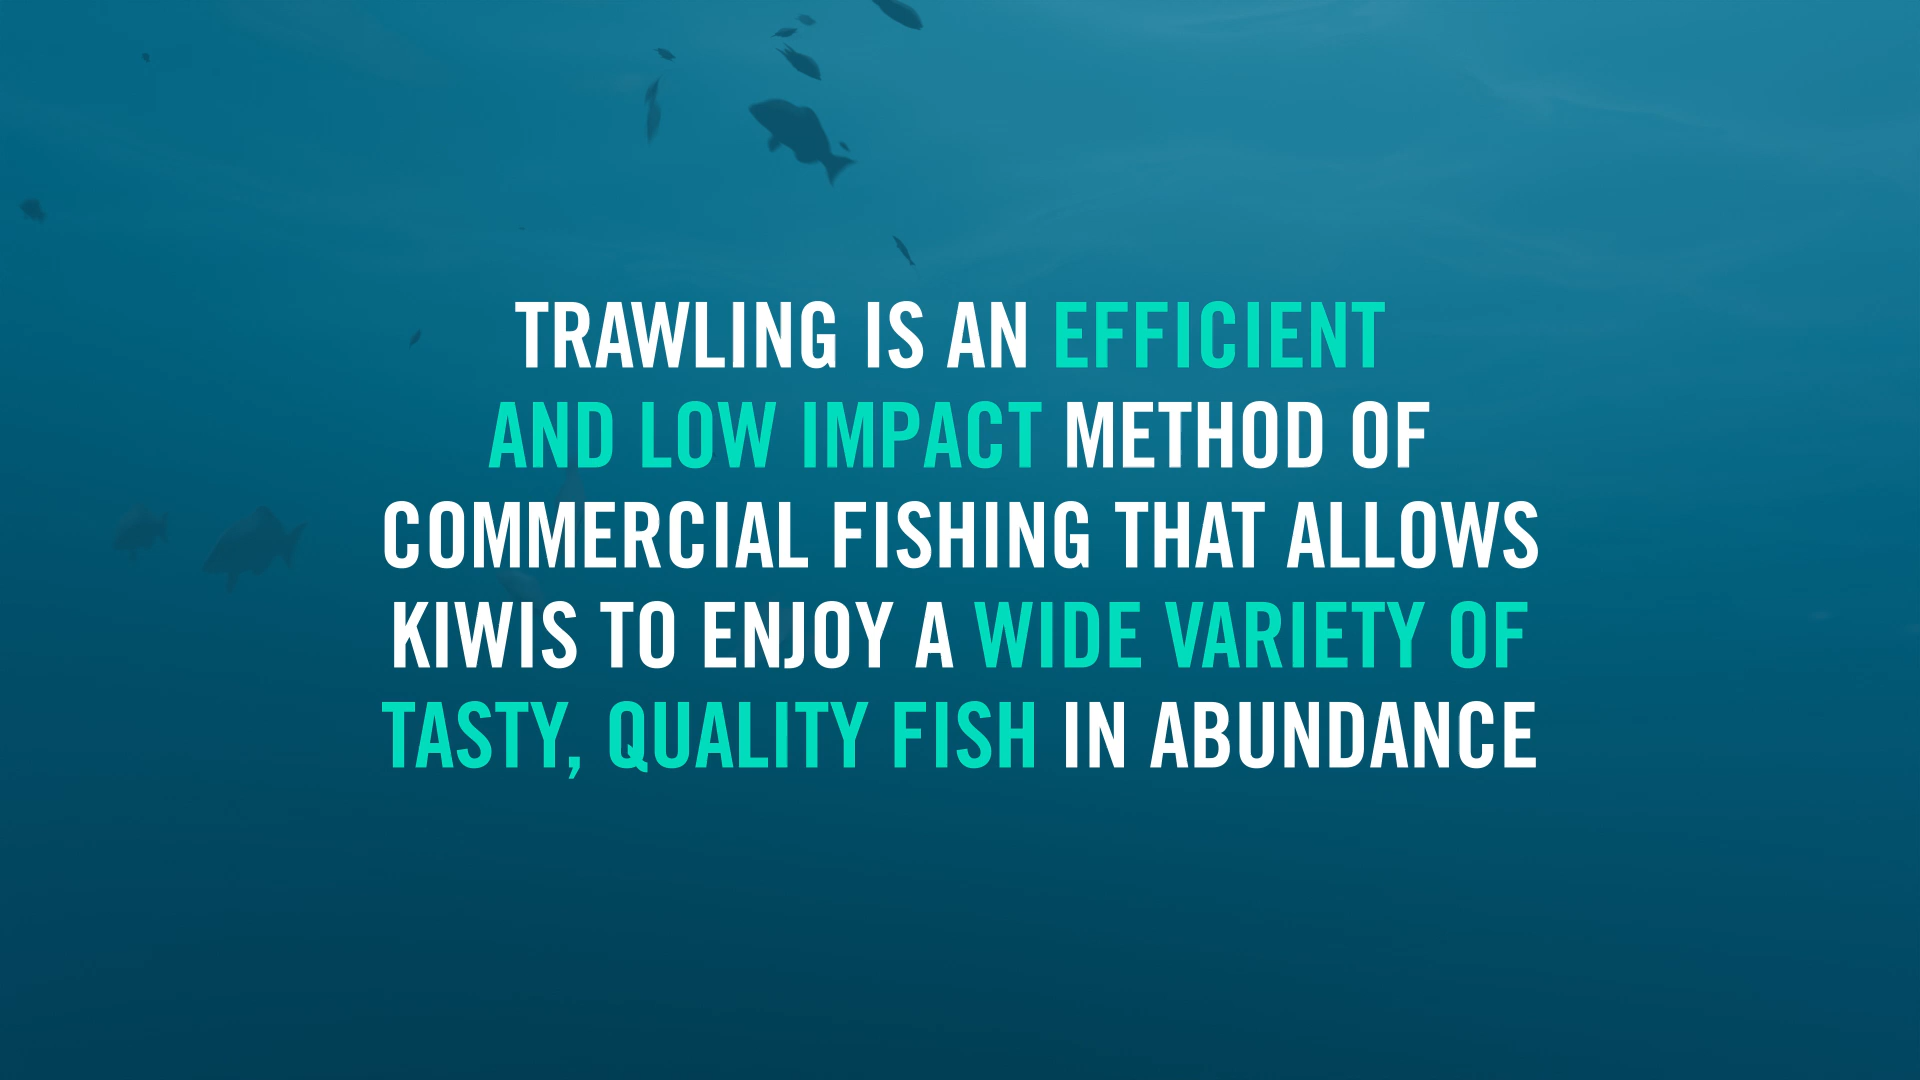 TRAWLING IS AN EFFICIENT
AND LOW IMPACT METHOD OF
COMMERCIAL FISHING THAT ALLOWS
KIWIS TO ENJOY A WIDE VARIETY OF
TASTY, QUALITY FISH IN ABUNDANCE